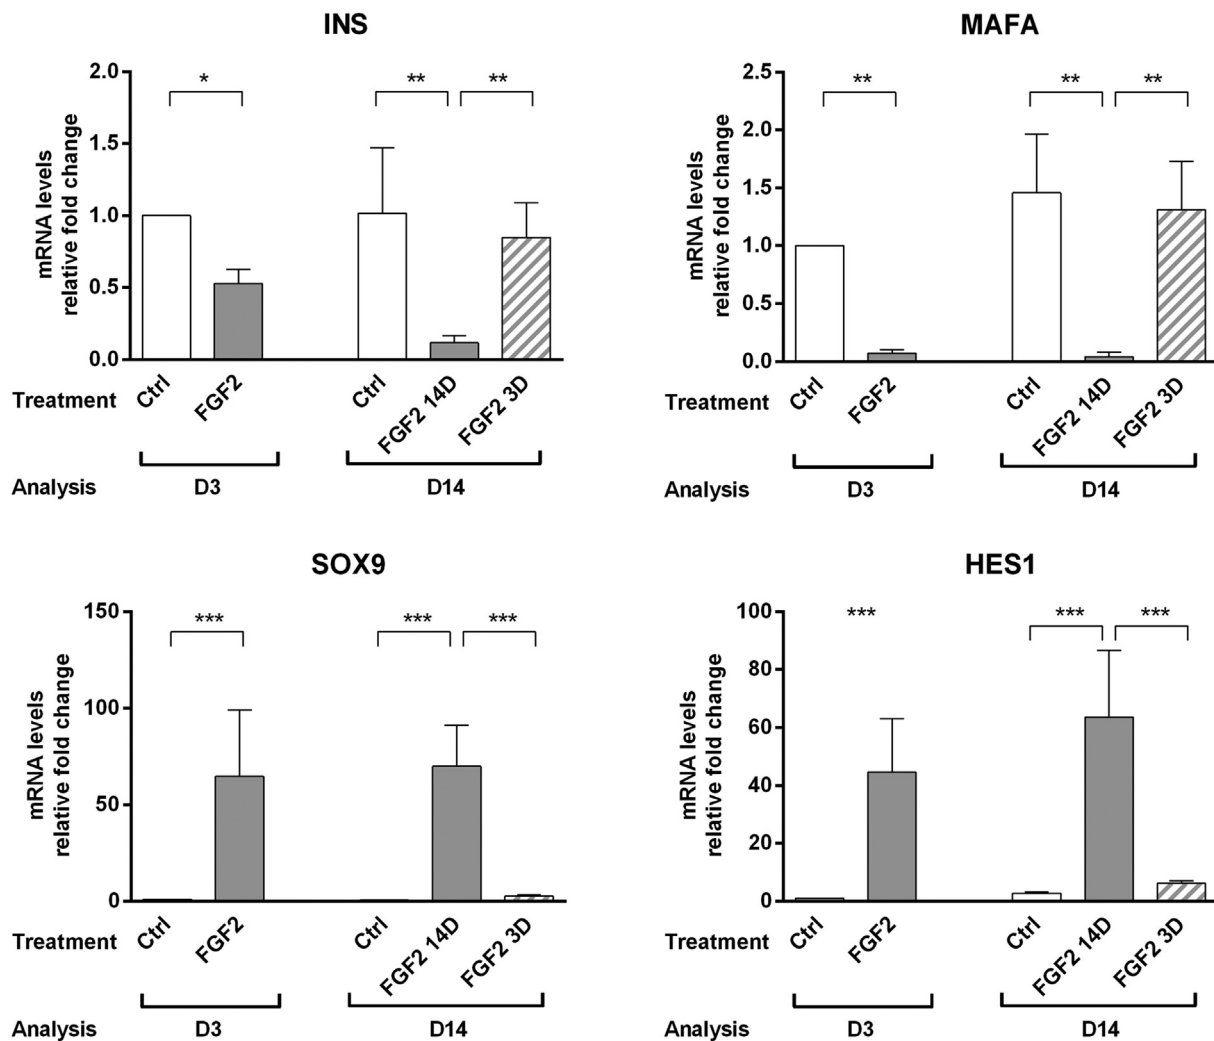 INS
mRNA levels
relative fold change
2.0
1.5
1.0
0.5
0.0
*
**
**
Treatment
Ctrl
FGF2
Ctrl
FGF2 14D
FGF2 3D
Analysis
D3
D14
MAFA
mRNA levels
relative fold change
2.5
2.0
1.5
1.0
0.5
0.0
**
**
**
Treatment
Ctrl
FGF2
Ctrl
FGF2 14D
FGF2 3D
Analysis
D3
D14
SOX9
mRNA levels
relative fold change
150
100
50
0
***
***
***
Treatment
Ctrl
FGF2
Ctrl
FGF2 14D
FGF2 3D
Analysis
D3
D14
HES1
mRNA levels
relative fold change
100
80
60
40
20
0
***
***
***
Treatment
Ctrl
FGF2
Ctrl
FGF2 14D
FGF2 3D
Analysis
D3
D14